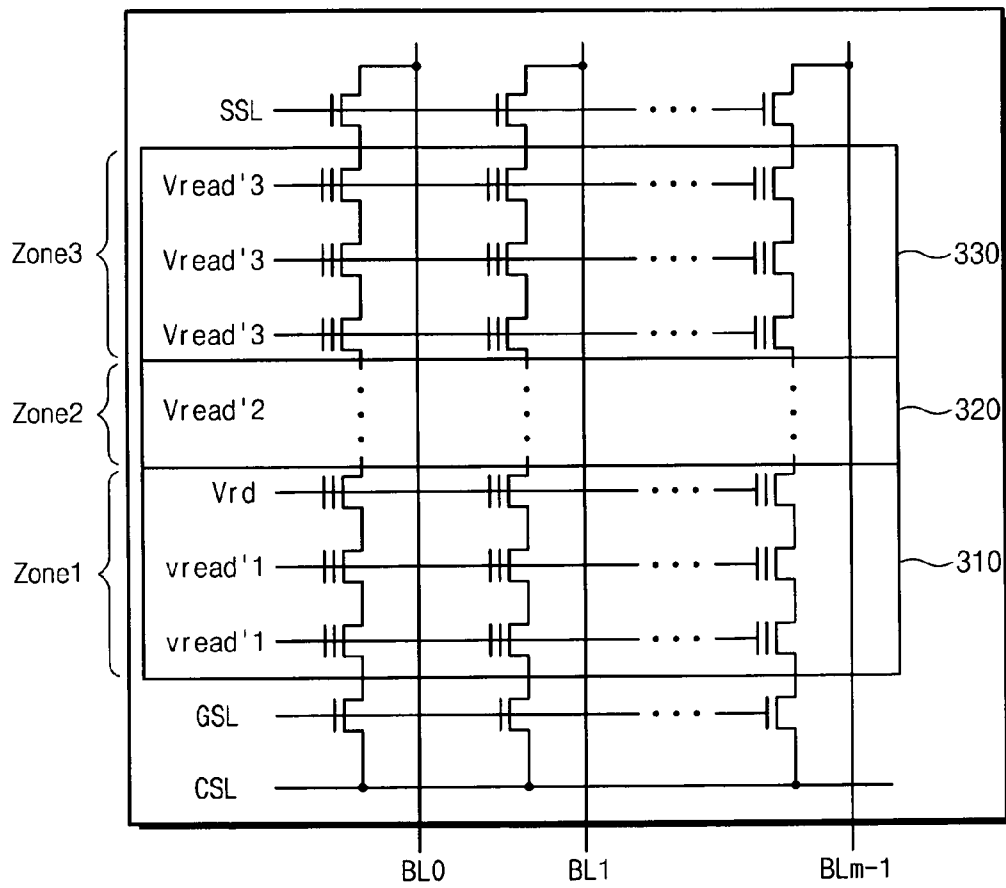 SSL
Zone3
Vread'3
Vread'3
Vread'3
330
Zone2
Vread'2
320
Zone1
Vrd
vread'1
vread'1
310
GSL
CSL
BL0 BL1 BLm-1